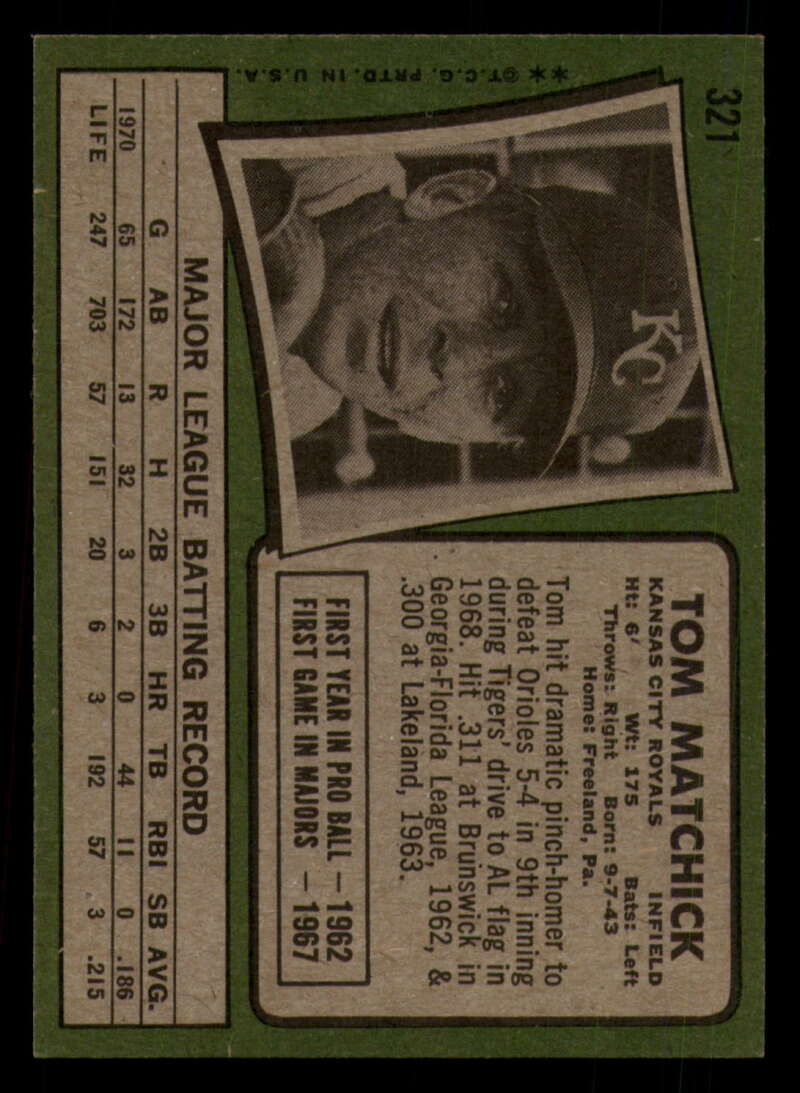 321
KC
**©T.C.G. PRTD. IN U.S.A.
TOM MATCHICK
KANSAS CITY ROYALS INFIELD
Ht: 6' Wt: 175 Bats: Left
Throws: Right Born: 9-7-43
Home: Freeland, Pa.
Tom hit dramatic pinch-homer to
defeat Orioles 5-4 in 9th inning
during Tigers' drive to AL flag in
1968. Hit .311 at Brunswick in
Georgia-Florida League, 1962, &
.300 at Lakeland, 1963.
FIRST YEAR IN PRO BALL — 1962
FIRST GAME IN MAJORS — 1967
MAJOR LEAGUE BATTING RECORD
G AB R H 2B 3B HR TB RBI SB AVG.
1970 65 172 13 32 3 2 0 44 11 0 .186
LIFE 247 703 57 151 20 6 3 192 57 3 .215